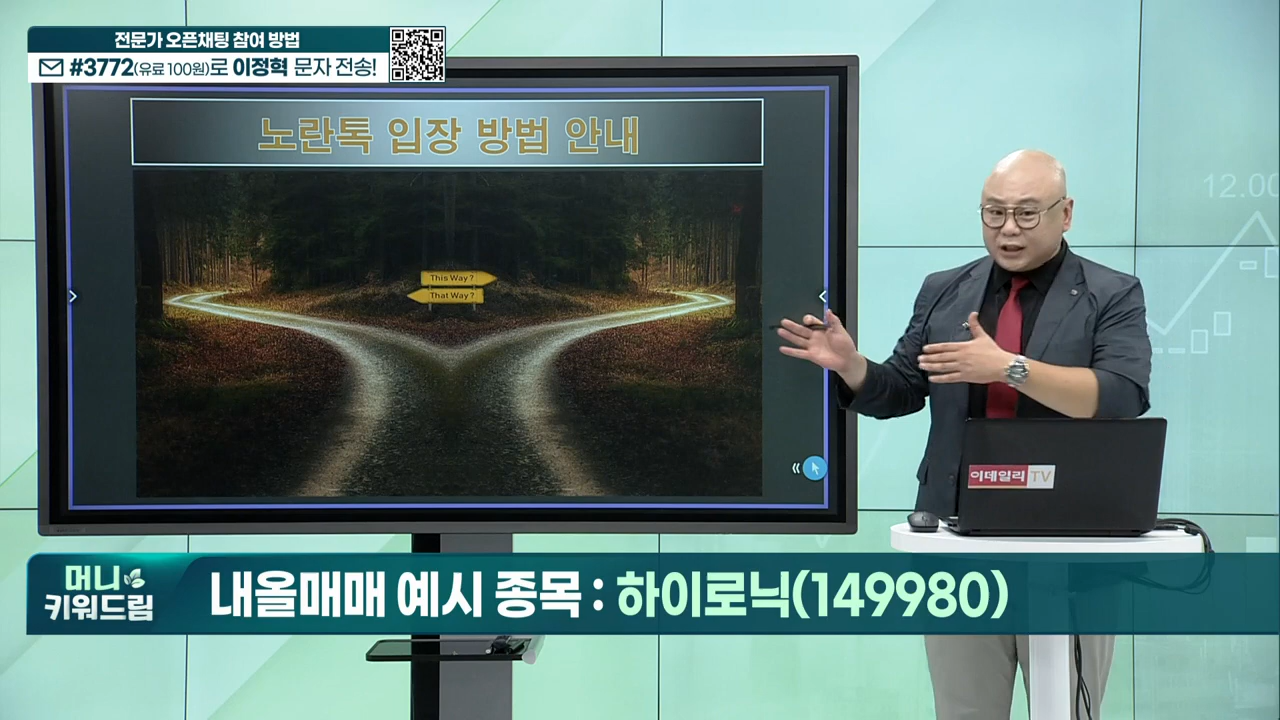 전문가 오픈채팅 참여 방법
#3772(유료 100원)로 이정혁 문자 전송!
노란톡 입장 방법 안내
This Way?
That Way?
12.00
이데일리 TV
머니
키워드림
내올매매 예시 종목 : 하이로닉(149980)